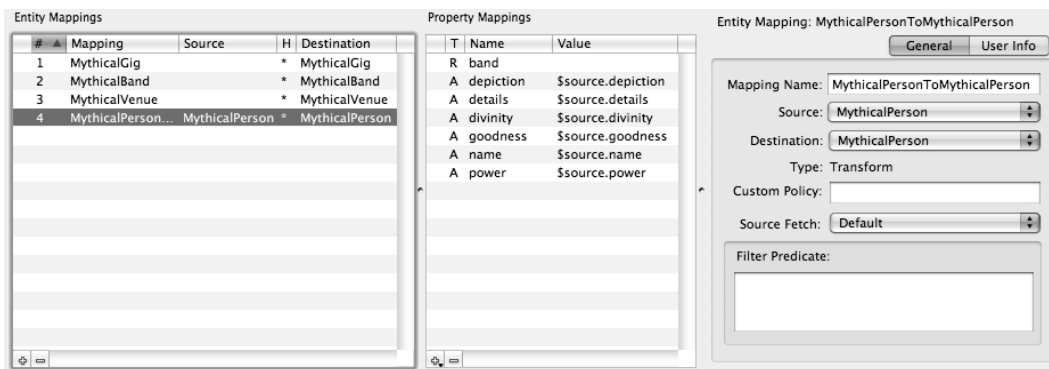 Entity Mappings
# Mapping Source H Destination
1 MythicalGig * MythicalGig
2 MythicalBand * MythicalBand
3 MythicalVenue * MythicalVenue
4 MythicalPerson... MythicalPerson * MythicalPerson
Property Mappings
T Name Value
R band
A depiction $source.depiction
A details $source.details
A divinity $source.divinity
A goodness $source.goodness
A name $source.name
A power $source.power
Entity Mapping: MythicalPersonToMythicalPerson
General User Info
Mapping Name: MythicalPersonToMythicalPerson
Source: MythicalPerson
Destination: MythicalPerson
Type: Transform
Custom Policy:
Source Fetch: Default
Filter Predicate: